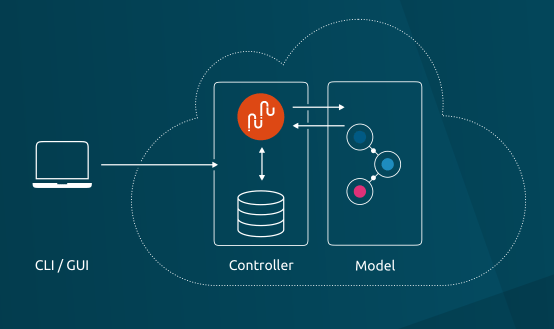 CLI / GUI
Controller
Model